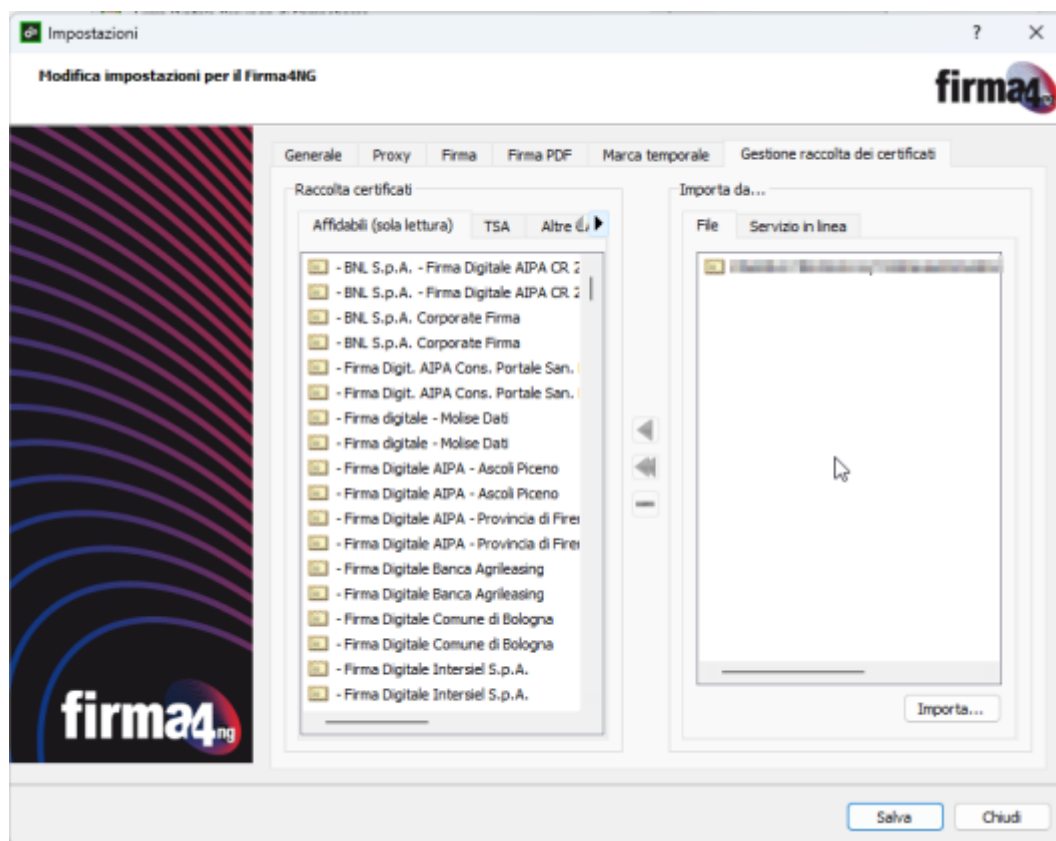 Impostazioni
?
Modifica impostazioni per il Firma4NG
firma4ng
Generale
Proxy
Firma
Firma PDF
Marca temporale
Gestione raccolta dei certificati
Raccolta certificati
Affidabili (sola lettura)
TSA
Altre
- BNL S.p.A. - Firma Digitale AIPA CR 2
- BNL S.p.A. - Firma Digitale AIPA CR 2
- BNL S.p.A. Corporate Firma
- BNL S.p.A. Corporate Firma
- Firma Digit. AIPA Cons. Portale San.
- Firma Digit. AIPA Cons. Portale San.
- Firma digitale - Molise Dati
- Firma digitale - Molise Dati
- Firma Digitale AIPA - Ascoli Piceno
- Firma Digitale AIPA - Ascoli Piceno
- Firma Digitale AIPA - Provincia di Firen
- Firma Digitale AIPA - Provincia di Firen
- Firma Digitale Banca Agrileasing
- Firma Digitale Banca Agrileasing
- Firma Digitale Comune di Bologna
- Firma Digitale Comune di Bologna
- Firma Digitale Intersiel S.p.A.
- Firma Digitale Intersiel S.p.A.
Importa da...
File
Servizio in linea
Importa...
firma4ng
Salva
Chiudi